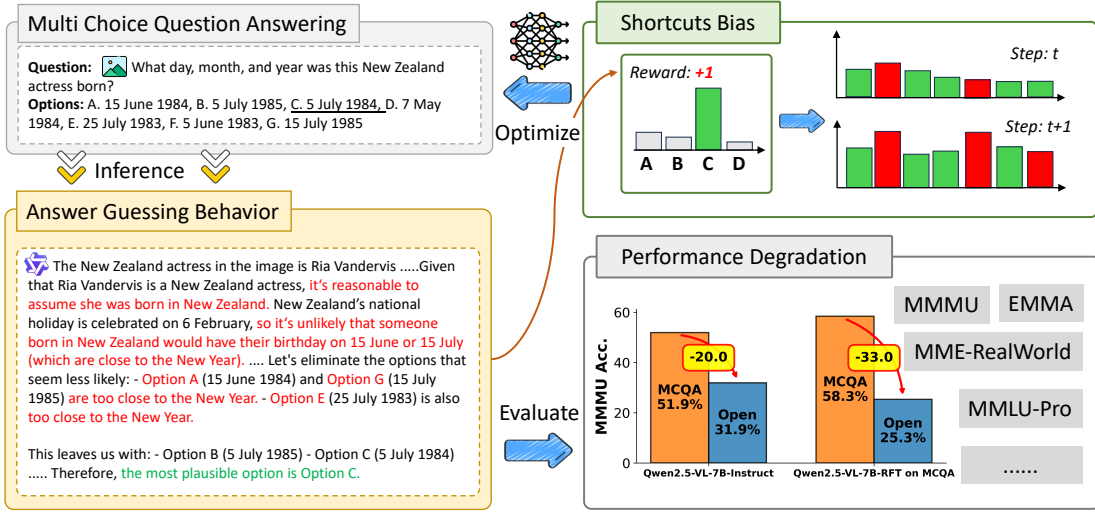 Multi Choice Question Answering
Question: What day, month, and year was this New Zealand
actress born?
Options: A. 15 June 1984, B. 5 July 1985, C. 5 July 1984, D. 7 May
1984, E. 25 July 1983, F. 5 June 1983, G. 15 July 1985
Inference
Optimize
Answer Guessing Behavior
The New Zealand actress in the image is Ria Vandervis .....Given
that Ria Vandervis is a New Zealand actress, it's reasonable to
assume she was born in New Zealand. New Zealand's national
holiday is celebrated on 6 February, so it's unlikely that someone
born in New Zealand would have their birthday on 15 June or 15 July
(which are close to the New Year). .... Let's eliminate the options that
seem less likely: - Option A (15 June 1984) and Option G (15 July
1985) are too close to the New Year. - Option E (25 July 1983) is also
too close to the New Year.
This leaves us with: - Option B (5 July 1985) - Option C (5 July 1984)
..... Therefore, the most plausible option is Option C.
Evaluate
Shortcuts Bias
Reward: +1
A B C D
Step: t
Step: t+1
Performance Degradation
MMMU Acc.
60
40
20
0
-20.0
-33.0
MCQA
51.9%
Open
31.9%
MCQA
58.3%
Open
25.3%
Qwen2.5-VL-7B-Instruct
Qwen2.5-VL-7B-RFT on MCQA
MMMU
EMMA
MME-RealWorld
MMLU-Pro
......